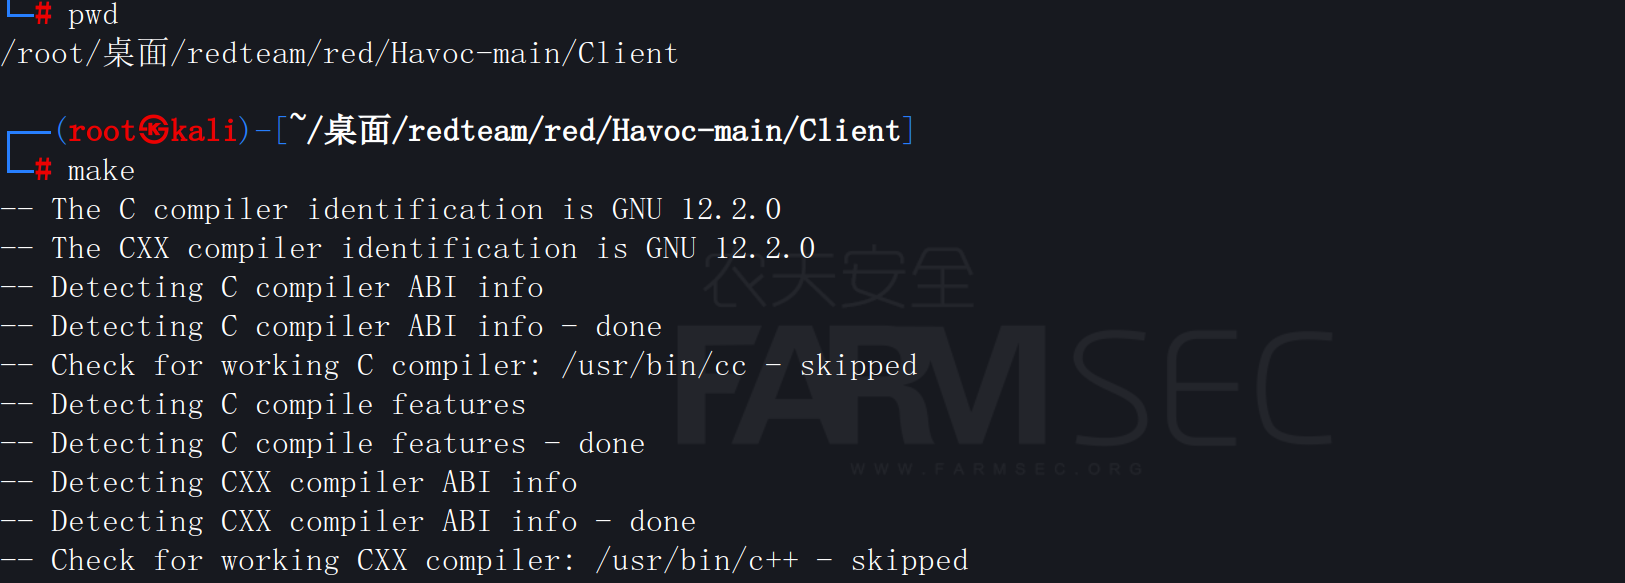 # pwd
/root/桌面/redteam/red/Havoc-main/Client
(root㉿kali)-[~/桌面/redteam/red/Havoc-main/Client]
# make
-- The C compiler identification is GNU 12.2.0
-- The CXX compiler identification is GNU 12.2.0
-- Detecting C compiler ABI info
-- Detecting C compiler ABI info - done
-- Check for working C compiler: /usr/bin/cc - skipped
-- Detecting C compile features
-- Detecting C compile features - done
-- Detecting CXX compiler ABI info
-- Detecting CXX compiler ABI info - done
-- Check for working CXX compiler: /usr/bin/c++ - skipped
农夫安全
FARMSEC
WWW.FARMSEC.ORG